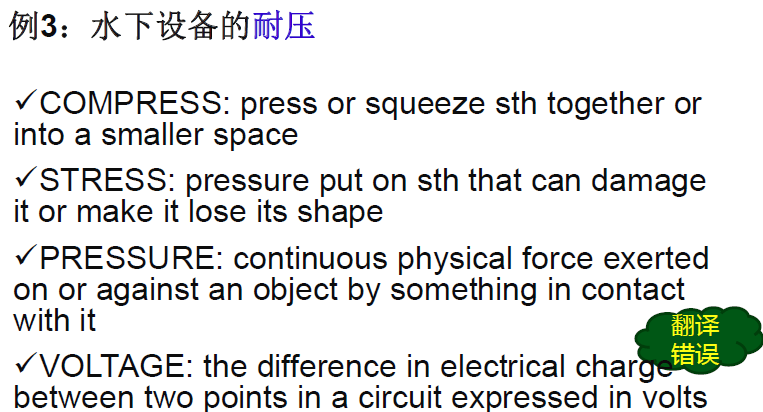 例3：水下设备的耐压
✓COMPRESS: press or squeeze sth together or
into a smaller space
✓STRESS: pressure put on sth that can damage
it or make it lose its shape
✓PRESSURE: continuous physical force exerted
on or against an object by something in contact
with it
翻译
错误
✓VOLTAGE: the difference in electrical charge
between two points in a circuit expressed in volts